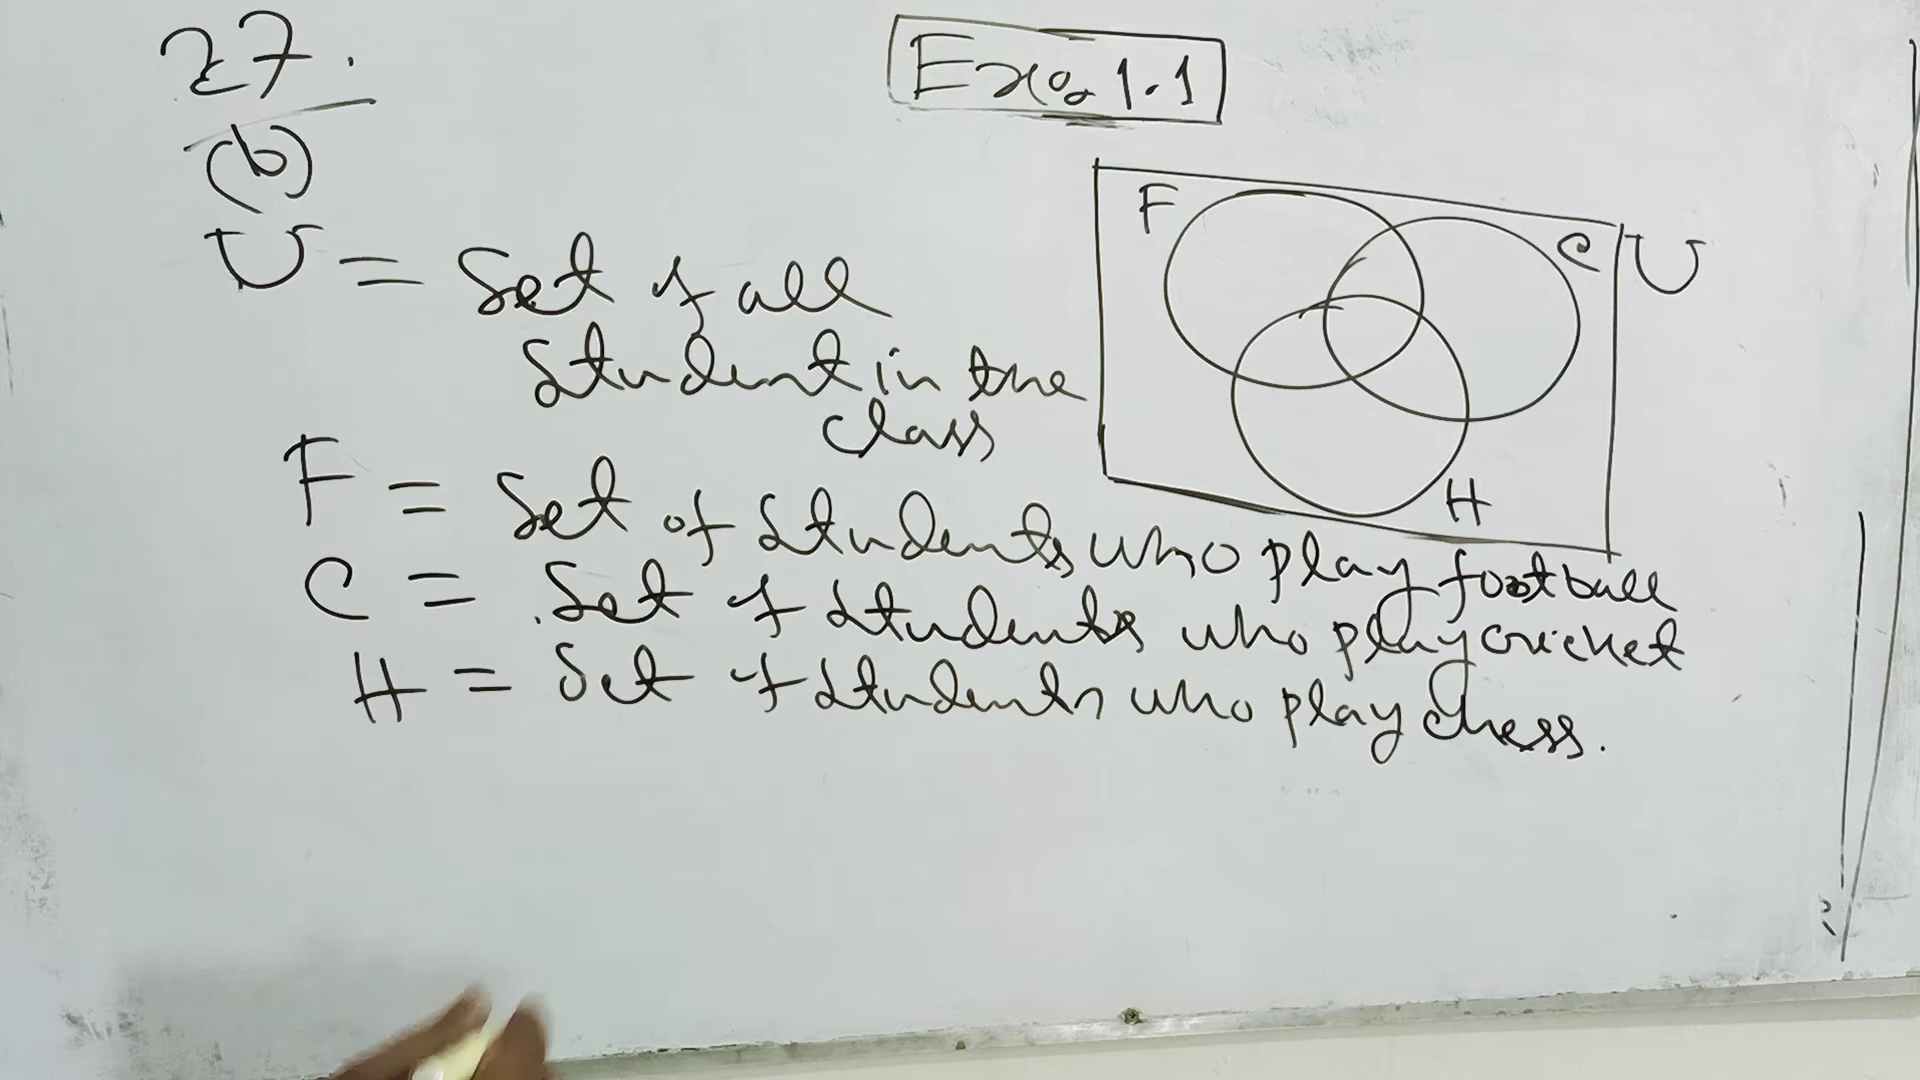 27.
Ex: 1.1
(b)
F
C
U
H
U = Set of all
Student in the
class
F = Set of Students who play football
C = Set of Students who play cricket
H = Set of Students who play chess.